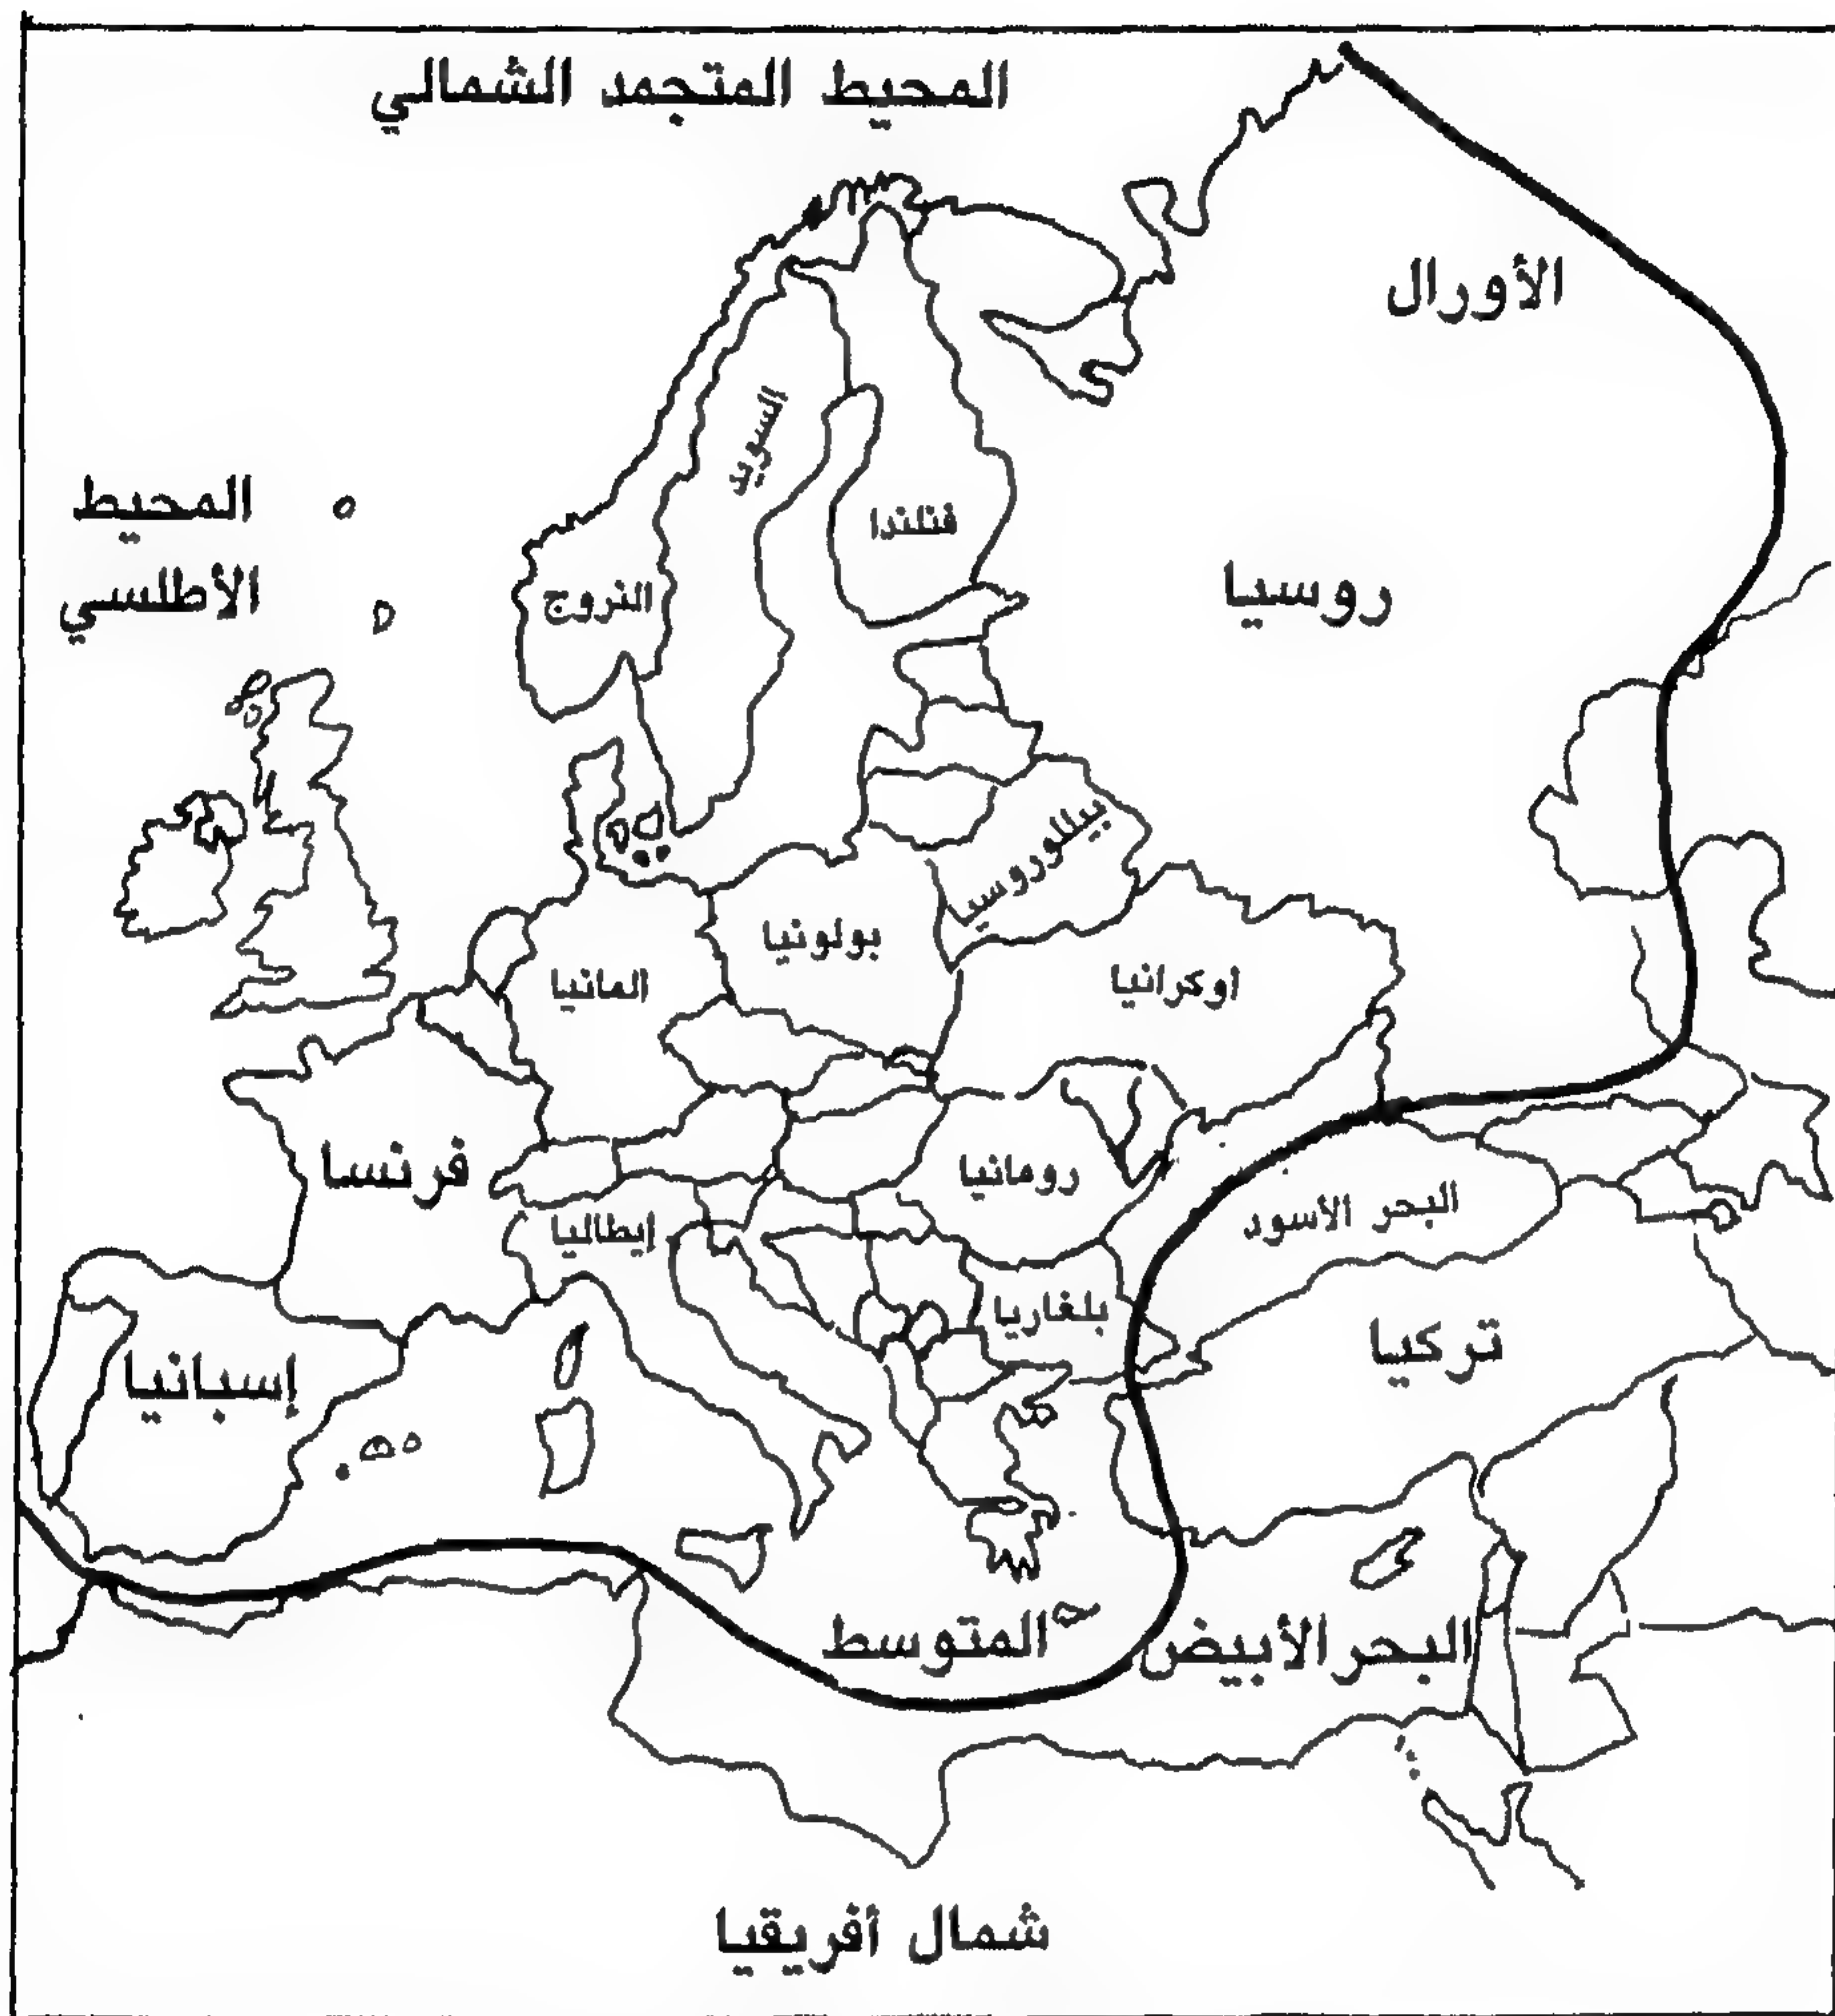 المحيط المتجمد الشمالي
الأورال
السويد
المحيط
الأطلسي
فنلندا
النروج
روسيا
بيللوروسيا
بولونيا
المانيا
اوكرانيا
فرنسا
رومانيا
البحر الأسود
إيطاليا
بلغاريا
تركيا
إسبانيا
البحر الأبيض المتوسط
شمال أفريقيا